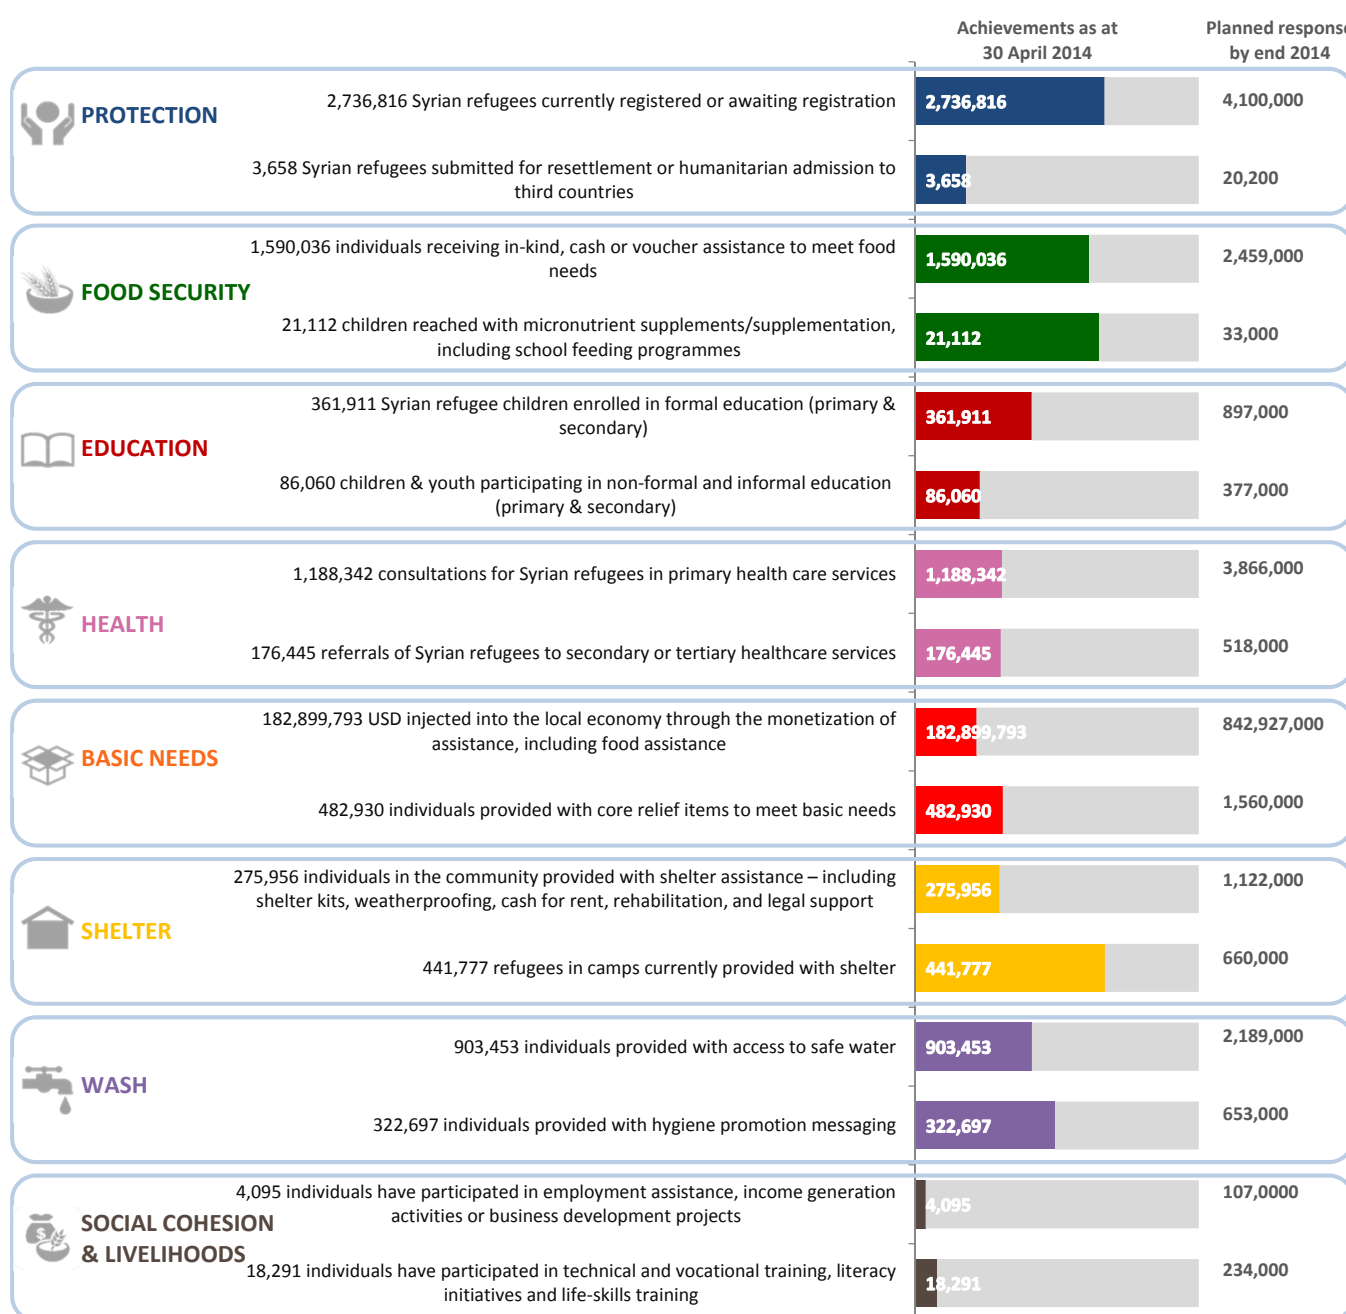 Achievements as at
30 April 2014
Planned response
by end 2014
PROTECTION
2,736,816 Syrian refugees currently registered or awaiting registration
2,736,816
4,100,000
3,658 Syrian refugees submitted for resettlement or humanitarian admission to
third countries
3,658
20,200
FOOD SECURITY
1,590,036 individuals receiving in-kind, cash or voucher assistance to meet food
needs
1,590,036
2,459,000
21,112 children reached with micronutrient supplements/supplementation,
including school feeding programmes
21,112
33,000
EDUCATION
361,911 Syrian refugee children enrolled in formal education (primary &
secondary)
361,911
897,000
86,060 children & youth participating in non-formal and informal education
(primary & secondary)
86,060
377,000
HEALTH
1,188,342 consultations for Syrian refugees in primary health care services
1,188,342
3,866,000
176,445 referrals of Syrian refugees to secondary or tertiary healthcare services
176,445
518,000
BASIC NEEDS
182,899,793 USD injected into the local economy through the monetization of
assistance, including food assistance
182,899,793
842,927,000
482,930 individuals provided with core relief items to meet basic needs
482,930
1,560,000
SHELTER
275,956 individuals in the community provided with shelter assistance – including
shelter kits, weatherproofing, cash for rent, rehabilitation, and legal support
275,956
1,122,000
441,777 refugees in camps currently provided with shelter
441,777
660,000
WASH
903,453 individuals provided with access to safe water
903,453
2,189,000
322,697 individuals provided with hygiene promotion messaging
322,697
653,000
SOCIAL COHESION
& LIVELIHOODS
4,095 individuals have participated in employment assistance, income generation
activities or business development projects
4,095
107,0000
18,291 individuals have participated in technical and vocational training, literacy
initiatives and life-skills training
18,291
234,000